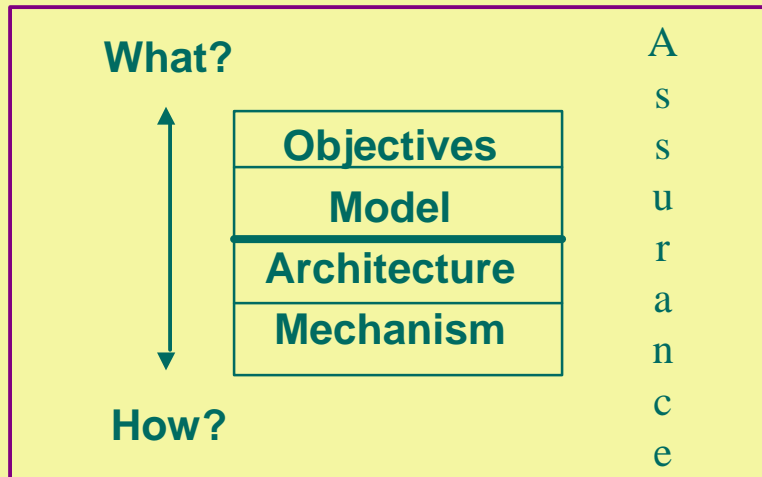 What?
Objectives
Model
Architecture
Mechanism
How?
A
s
s
u
r
a
n
c
e